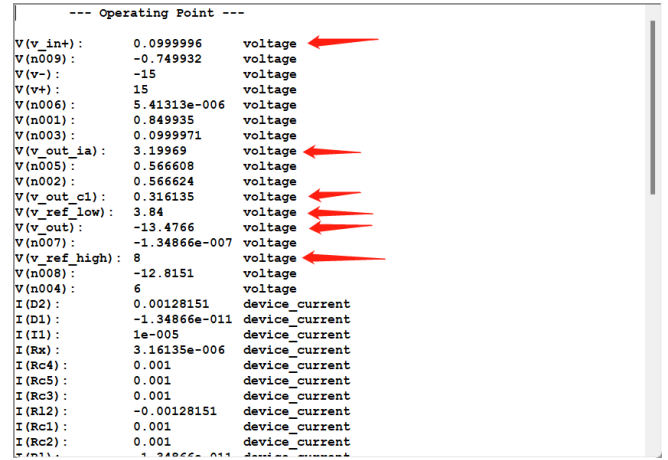 --- Operating Point ---
V(v_in+): 0.0999996 voltage
V(n009): -0.749932 voltage
V(v-): -15 voltage
V(v+): 15 voltage
V(n006): 5.41313e-006 voltage
V(n001): 0.849935 voltage
V(n003): 0.0999971 voltage
V(v_out_ia): 3.19969 voltage
V(n005): 0.566608 voltage
V(n002): 0.566624 voltage
V(v_out_c1): 0.316135 voltage
V(v_ref_low): 3.84 voltage
V(v_out): -13.4766 voltage
V(n007): -1.34866e-007 voltage
V(v_ref_high): 8 voltage
V(n008): -12.8151 voltage
V(n004): 6 voltage
I(D2): 0.00128151 device_current
I(D1): -1.34866e-011 device_current
I(I1): 1e-005 device_current
I(Rx): 3.16135e-006 device_current
I(Rc4): 0.001 device_current
I(Rc5): 0.001 device_current
I(Rc3): 0.001 device_current
I(Rl2): -0.00128151 device_current
I(Rc1): 0.001 device_current
I(Rc2): 0.001 device_current
I(Rl1): -1.34866e-011 device_current